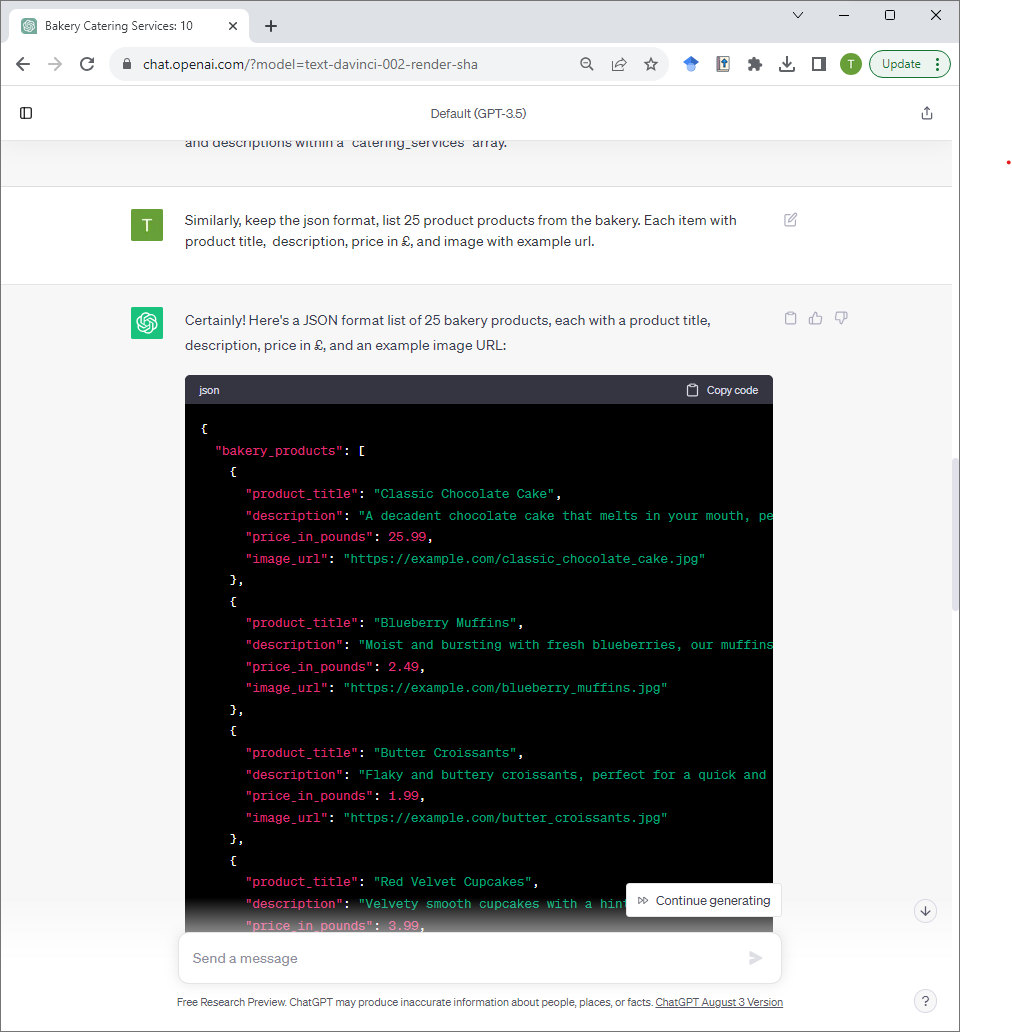 Bakery Catering Services: 10
chat.openai.com/?model=text-davinci-002-render-sha
T
Update
Default (GPT-3.5)
and descriptions within a "catering_services" array.
T
Similarly, keep the json format, list 25 product products from the bakery. Each item with
product title,  description, price in £, and image with example url.
Certainly! Here's a JSON format list of 25 bakery products, each with a product title,
description, price in £, and an example image URL:
json
Copy code
{
"bakery_products": [
{
"product_title": "Classic Chocolate Cake",
"description": "A decadent chocolate cake that melts in your mouth, pe
"price_in_pounds": 25.99,
"image_url": "https://example.com/classic_chocolate_cake.jpg"
},
{
"product_title": "Blueberry Muffins",
"description": "Moist and bursting with fresh blueberries, our muffins
"price_in_pounds": 2.49,
"image_url": "https://example.com/blueberry_muffins.jpg"
},
{
"product_title": "Butter Croissants",
"description": "Flaky and buttery croissants, perfect for a quick and
"price_in_pounds": 1.99,
"image_url": "https://example.com/butter_croissants.jpg"
},
{
"product_title": "Red Velvet Cupcakes",
"description": "Velvety smooth cupcakes with a hint
Continue generating
"price_in_pounds": 3.99,
Send a message
Free Research Preview. ChatGPT may produce inaccurate information about people, places, or facts. ChatGPT August 3 Version
?